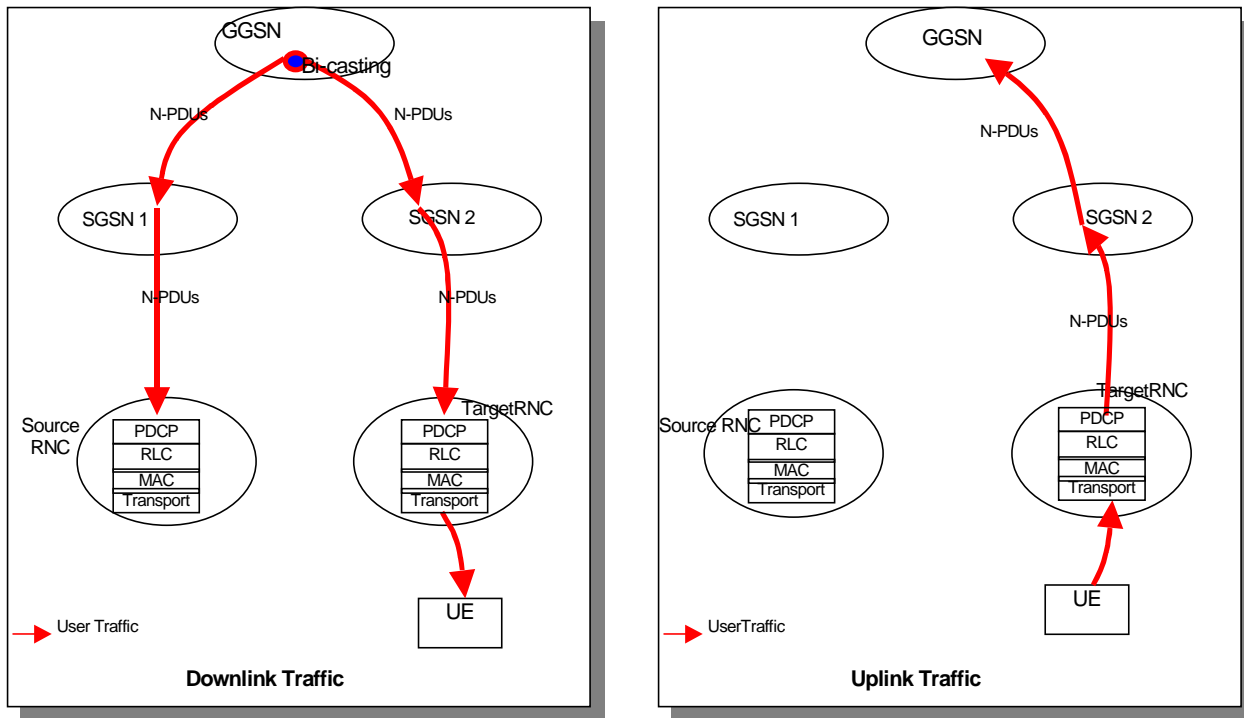 GGSN
Bi-casting
N-PDUs
N-PDUs
SGSN 1
SGSN 2
N-PDUs
N-PDUs
Source
RNC
TargetRNC
PDCP
RLC
MAC
Transport
PDCP
RLC
MAC
Transport
UE
User Traffic
Downlink Traffic
GGSN
N-PDUs
SGSN 1
SGSN 2
N-PDUs
Source RNC
TargetRNC
PDCP
RLC
MAC
Transport
PDCP
RLC
MAC
Transport
UE
UserTraffic
Uplink Traffic